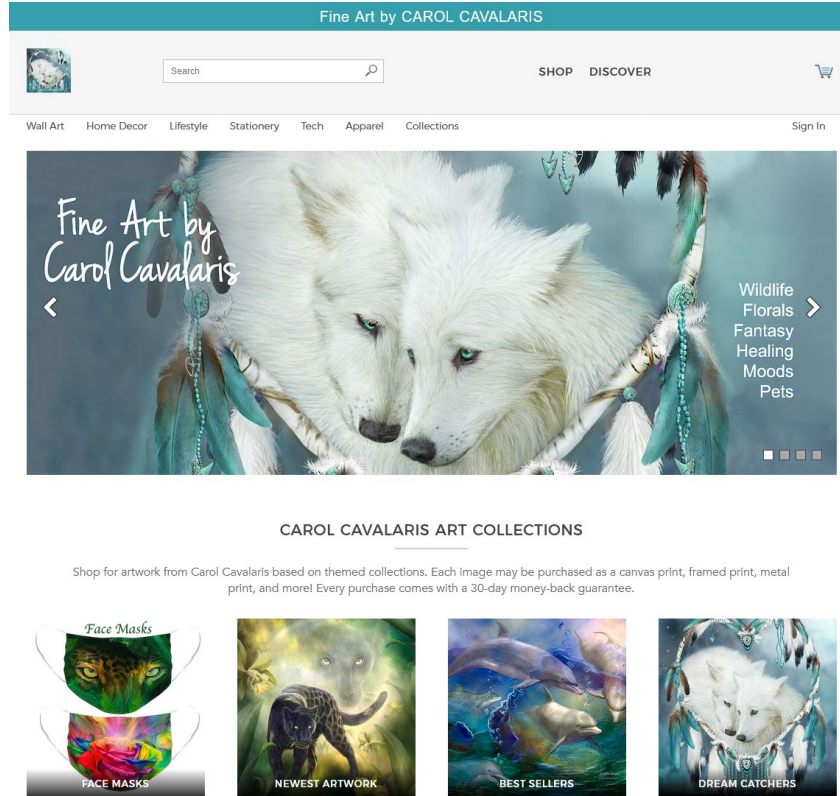 Fine Art by CAROL CAVALARIS
Search
SHOP DISCOVER
Wall Art Home Decor Lifestyle Stationery Tech Apparel Collections Sign In
Fine Art by
Carol Cavalaris
Wildlife
Florals
Fantasy
Healing
Moods
Pets
CAROL CAVALARIS ART COLLECTIONS
Shop for artwork from Carol Cavalaris based on themed collections. Each image may be purchased as a canvas print, framed print, metal
print, and more! Every purchase comes with a 30-day money-back guarantee.
Face Masks
FACE MASKS
NEWEST ARTWORK
BEST SELLERS
DREAM CATCHERS